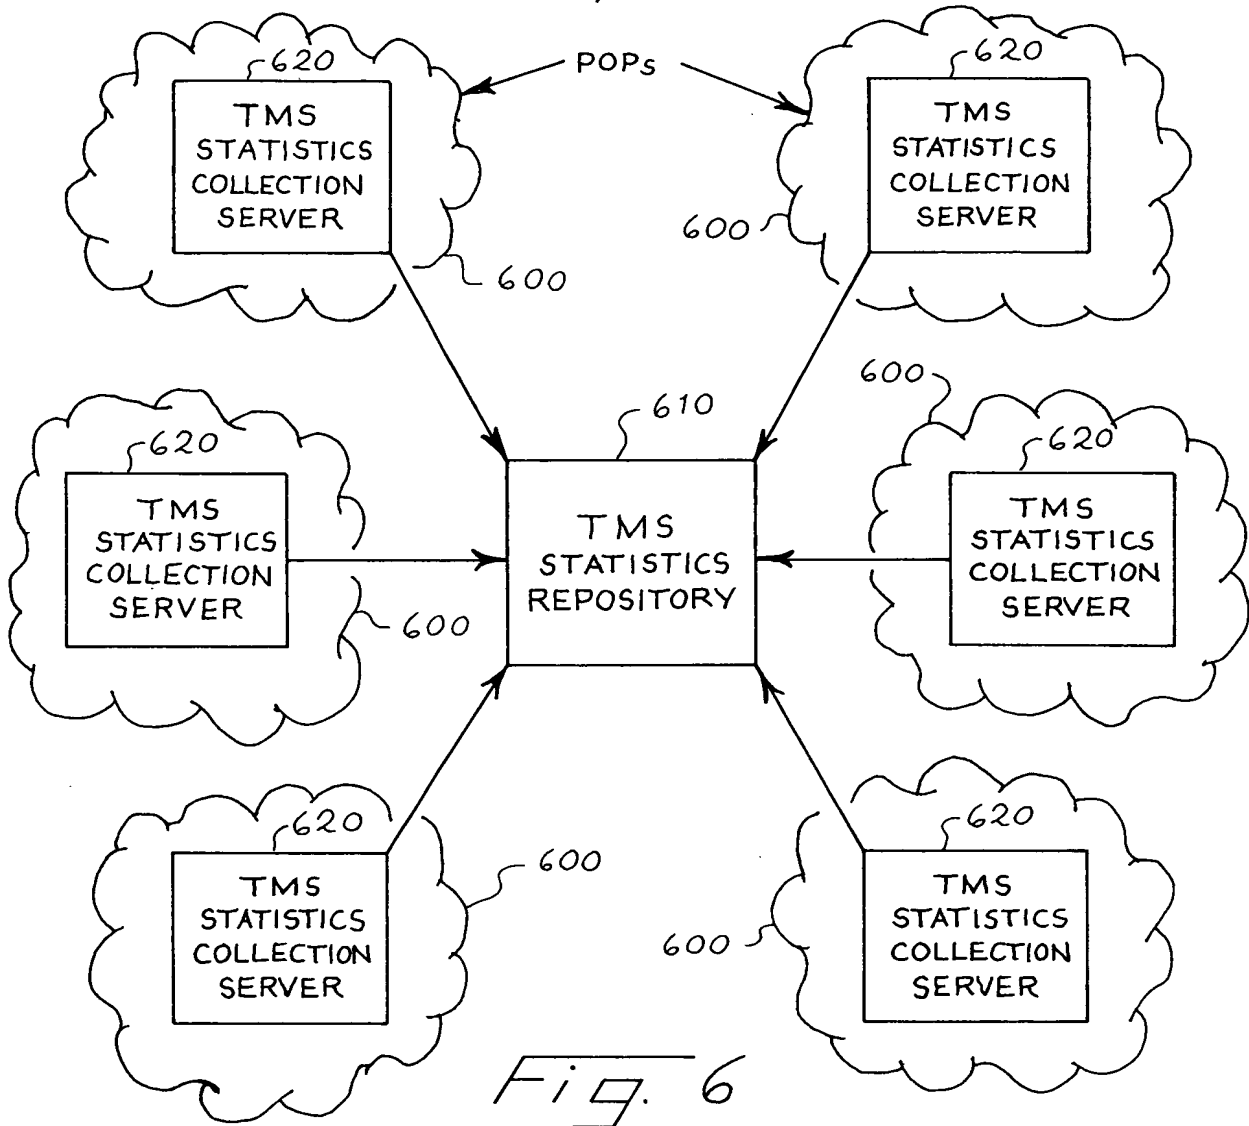 620
POPs
620
TMS
STATISTICS
COLLECTION
SERVER
TMS
STATISTICS
COLLECTION
SERVER
600
600
600
610
620
620
TMS
STATISTICS
COLLECTION
SERVER
TMS
STATISTICS
REPOSITORY
TMS
STATISTICS
COLLECTION
SERVER
600
620
620
600
600
TMS
STATISTICS
COLLECTION
SERVER
TMS
STATISTICS
COLLECTION
SERVER
Fig. 6